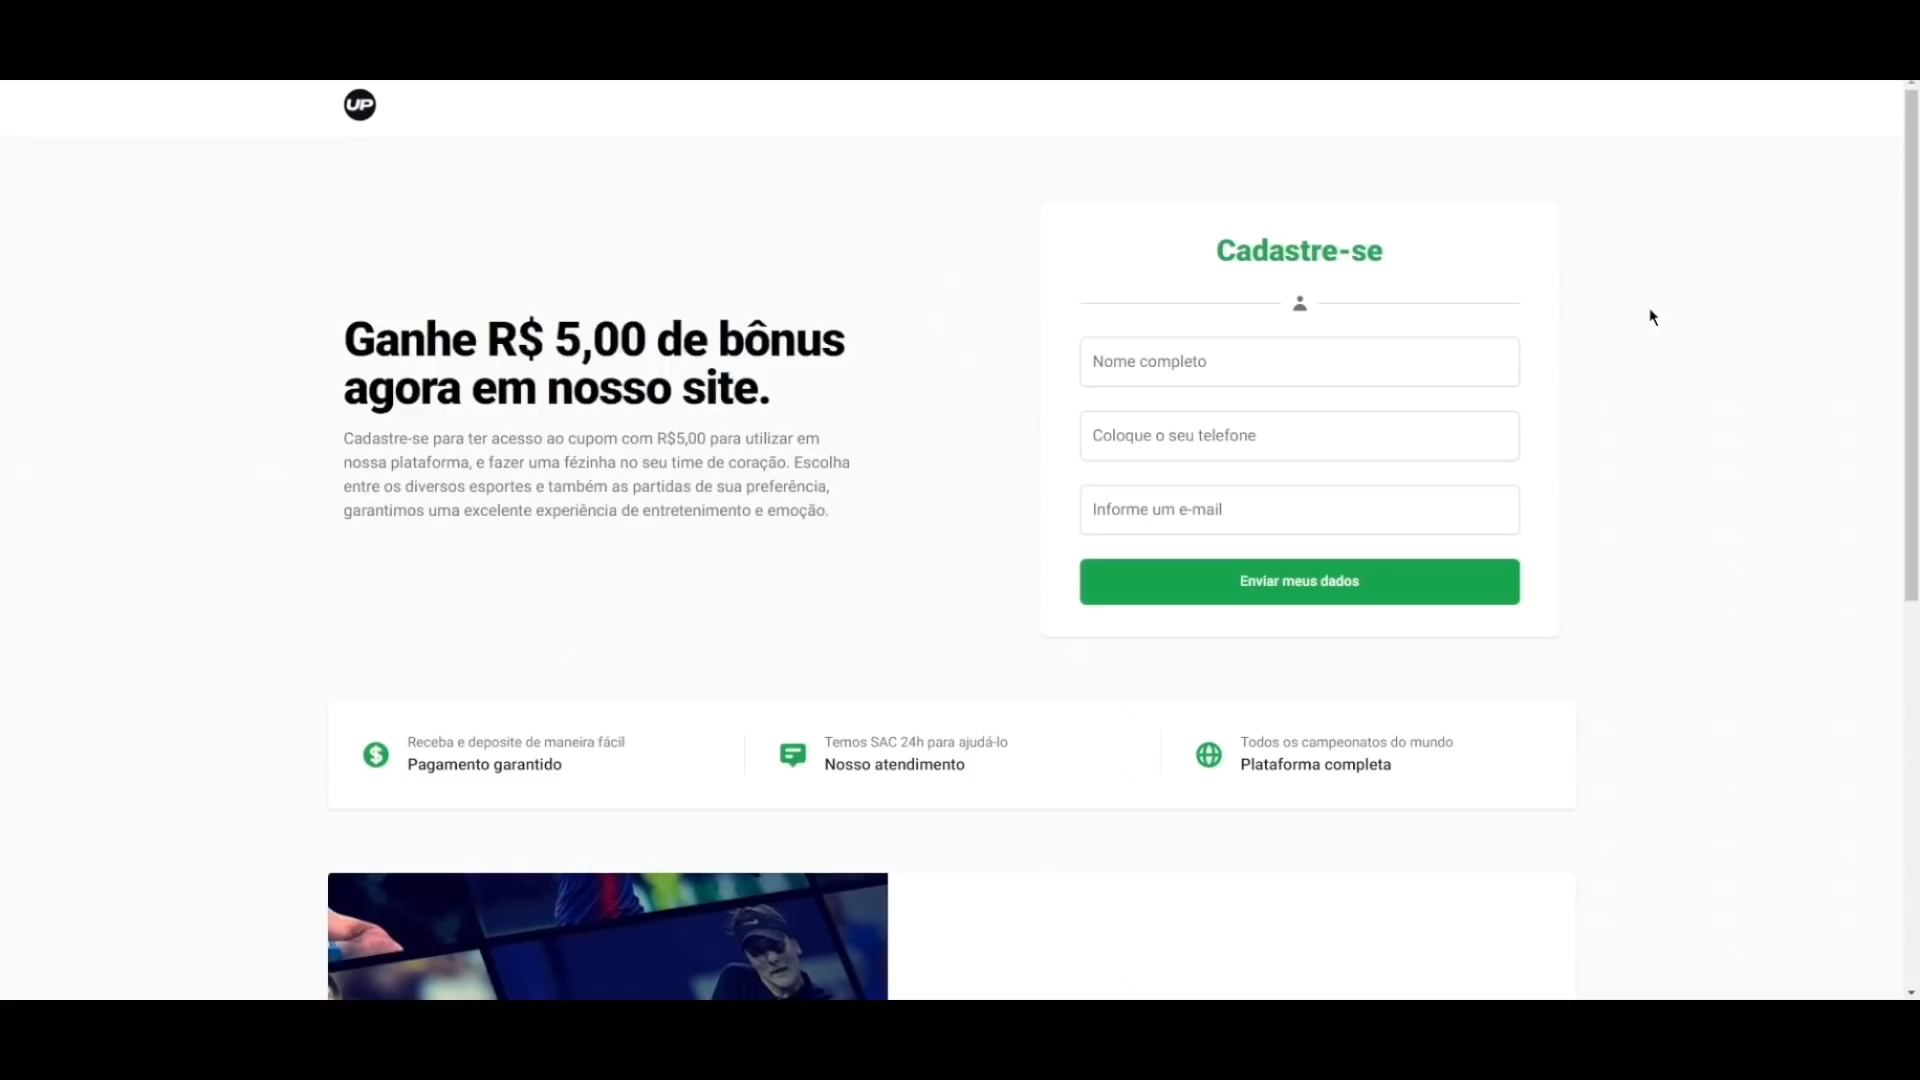 UP
Ganhe R$ 5,00 de bônus
agora em nosso site.
Cadastre-se para ter acesso ao cupom com R$5,00 para utilizar em
nossa plataforma, e fazer uma fézinha no seu time de coração. Escolha
entre os diversos esportes e também as partidas de sua preferência,
garantimos uma excelente experiência de entretenimento e emoção.
Cadastre-se
Nome completo
Coloque o seu telefone
Informe um e-mail
Enviar meus dados
Receba e deposite de maneira fácil
Pagamento garantido
Temos SAC 24h para ajudá-lo
Nosso atendimento
Todos os campeonatos do mundo
Plataforma completa